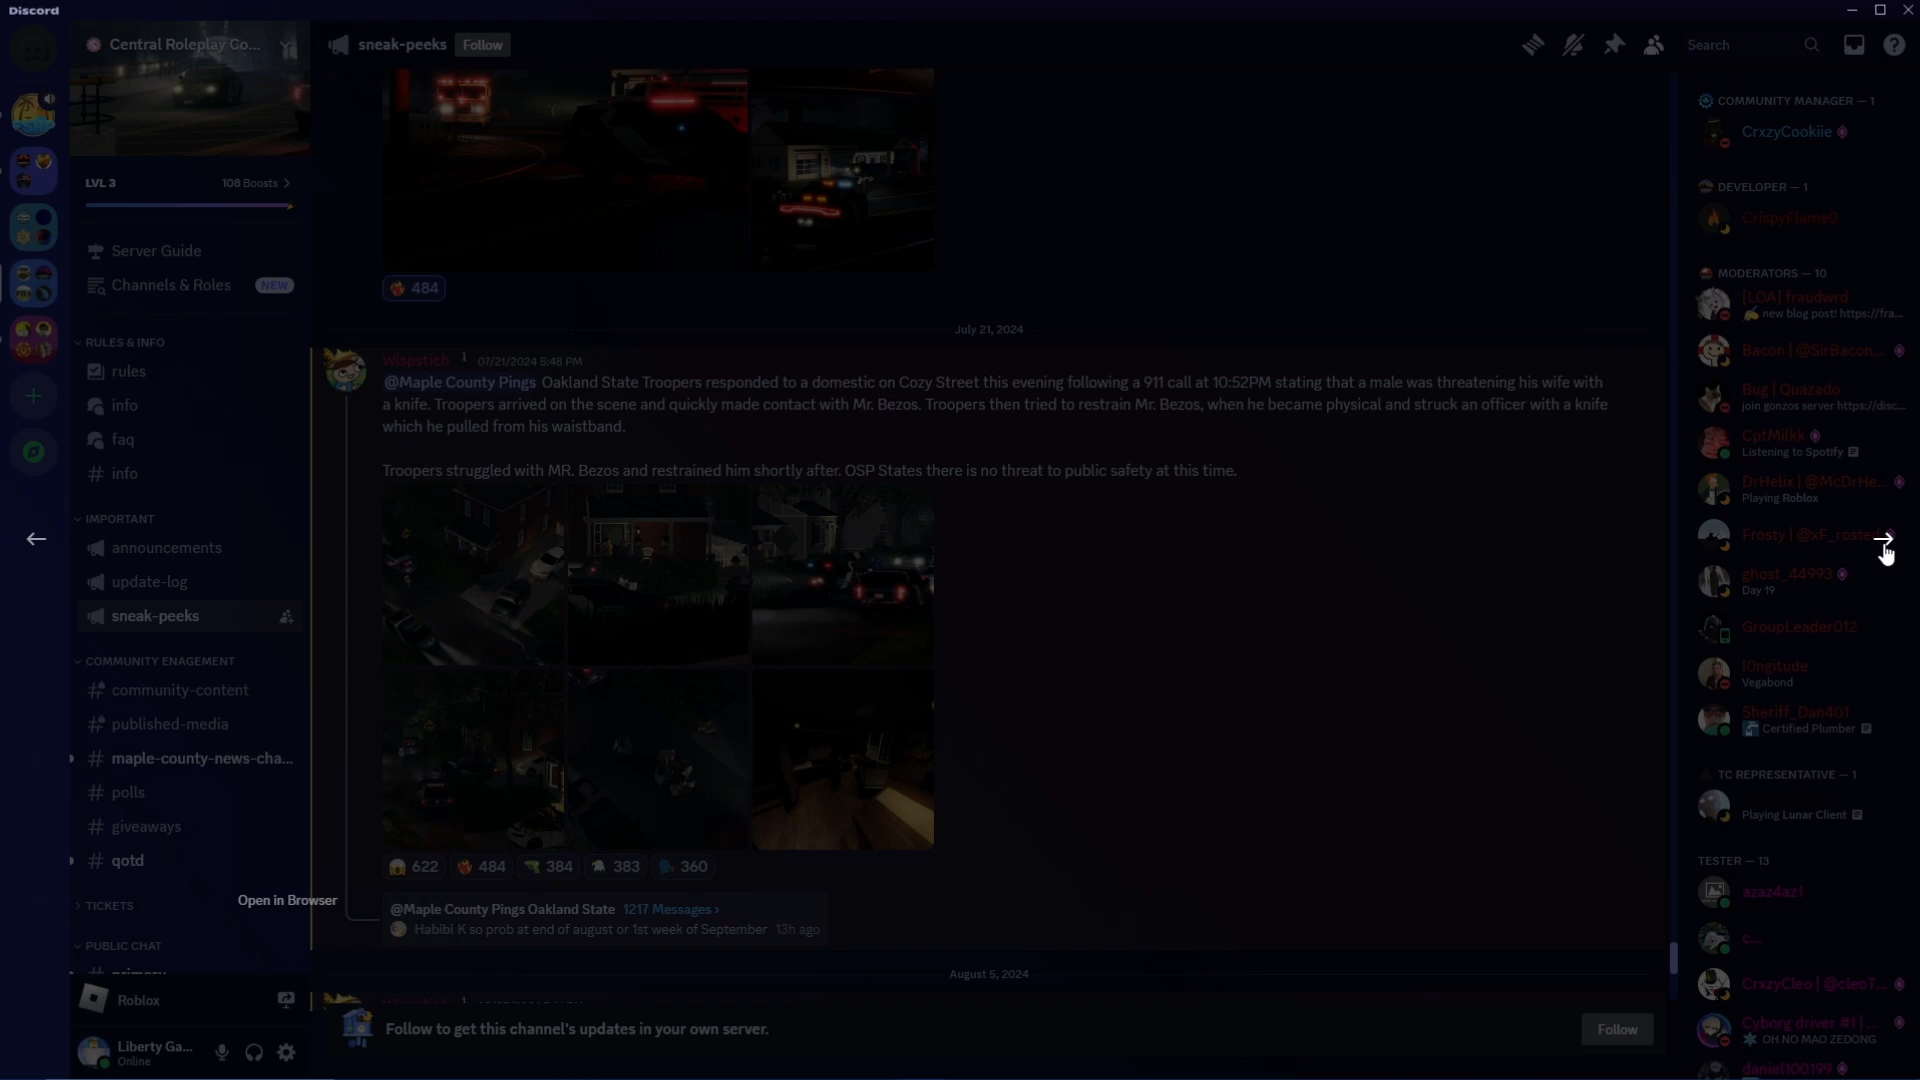 Discord
Central Roleplay Co...
LVL 3
108 Boosts
Server Guide
Channels & Roles
NEW
RULES & INFO
rules
info
faq
info
IMPORTANT
announcements
update-log
sneak-peeks
COMMUNITY ENAGEMENT
community-content
published-media
maple-county-news-cha...
polls
giveaways
qotd
TICKETS
PUBLIC CHAT
primary
Open in Browser
Roblox
Liberty Ga...
Online
sneak-peeks
Follow
Search
484
July 21, 2024
Wispstich 07/21/2024 5:48 PM
@Maple County Pings Oakland State Troopers responded to a domestic on Cozy Street this evening following a 911 call at 10:52PM stating that a male was threatening his wife with
a knife. Troopers arrived on the scene and quickly made contact with Mr. Bezos. Troopers then tried to restrain Mr. Bezos, when he became physical and struck an officer with a knife
which he pulled from his waistband.
Troopers struggled with MR. Bezos and restrained him shortly after. OSP States there is no threat to public safety at this time.
622 484 384 383 360
@Maple County Pings Oakland State 1217 Messages ›
Habibi K so prob at end of august or 1st week of September 13h ago
August 5, 2024
Follow to get this channel's updates in your own server.
Follow
COMMUNITY MANAGER — 1
CrxzyCookiie
DEVELOPER — 1
CrispyFlame0
MODERATORS — 10
[LOA] fraudwrd
new blog post! https://fra...
Bacon | @SirBacon...
Bug | Quazado
join gonzos server https://disc...
CptMilkk
Listening to Spotify
DrHelix | @McDrHe...
Playing Roblox
Frosty | @xF_rosted
ghost_44993
Day 19
GroupLeader012
l0ngitude
Vegabond
Sheriff_Dan401
Certified Plumber
TC REPRESENTATIVE — 1
Playing Lunar Client
TESTER — 13
azaz4az1
c...
CrxzyCleo | @cleoT...
Cyborg driver #1 | ...
OH NO MAO ZEDONG
daniel100199